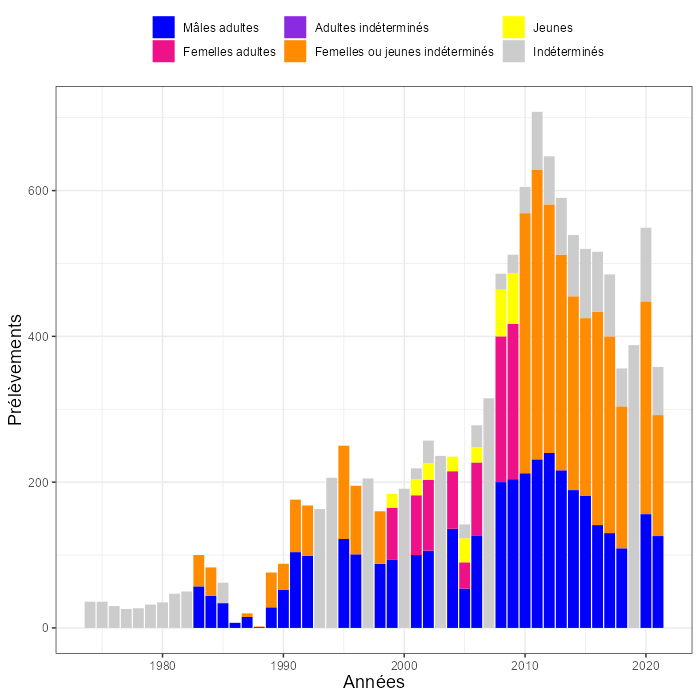 Mâles adultes Adultes indéterminés Jeunes
Femelles adultes Femelles ou jeunes indéterminés Indéterminés
Prélèvements
600
400
200
0
1980 1990 2000 2010 2020
Années